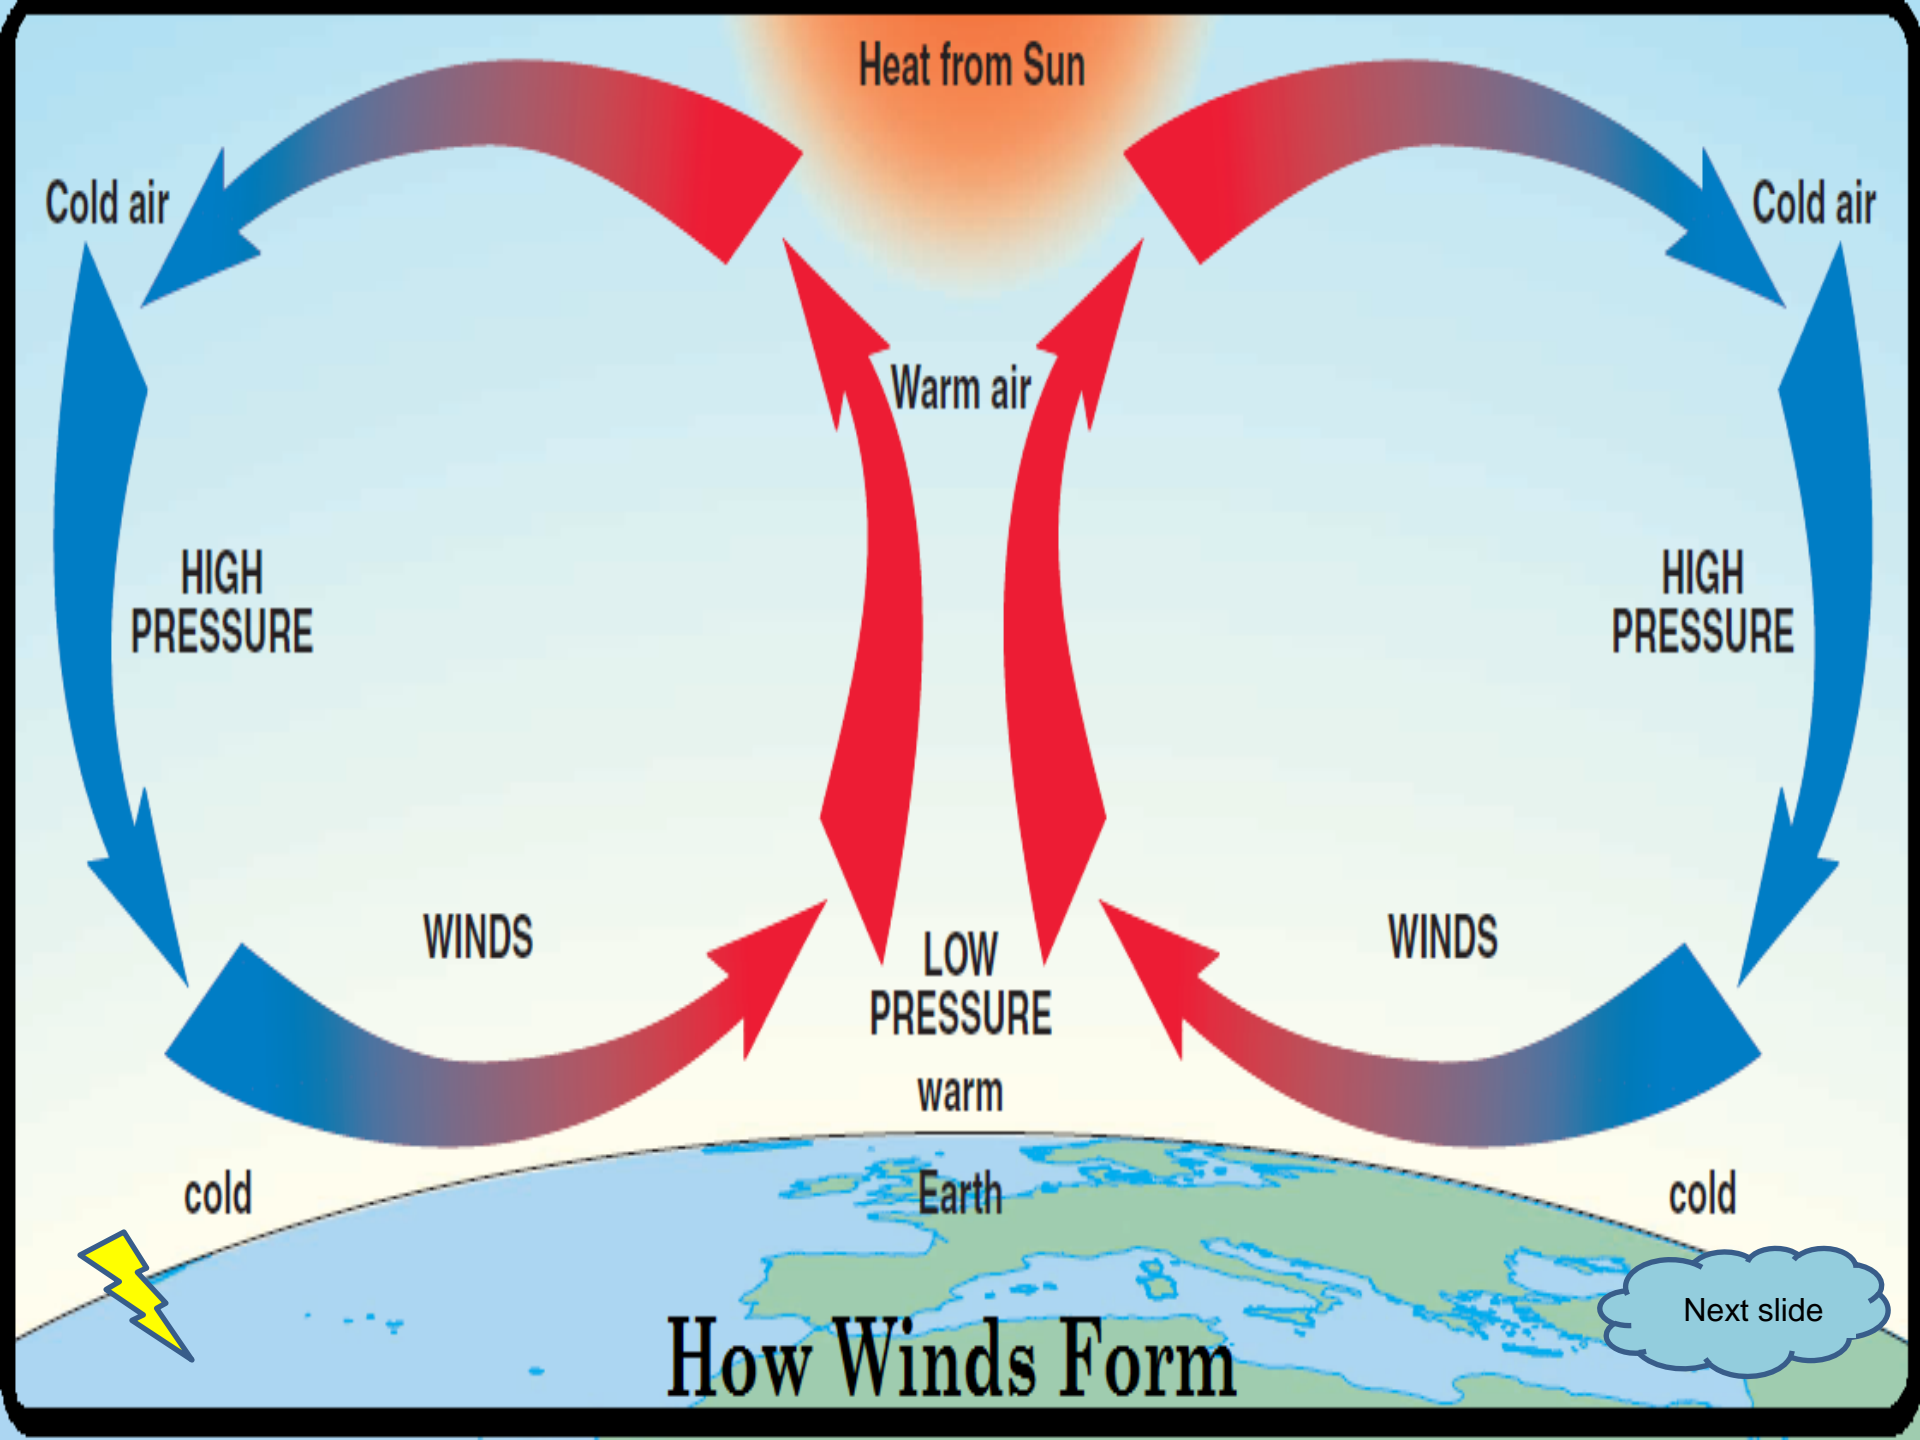 Heat from Sun
Cold air
Cold air
Warm air
HIGH
PRESSURE
HIGH
PRESSURE
WINDS
WINDS
LOW
PRESSURE
warm
cold
Earth
cold
Next slide
How Winds Form